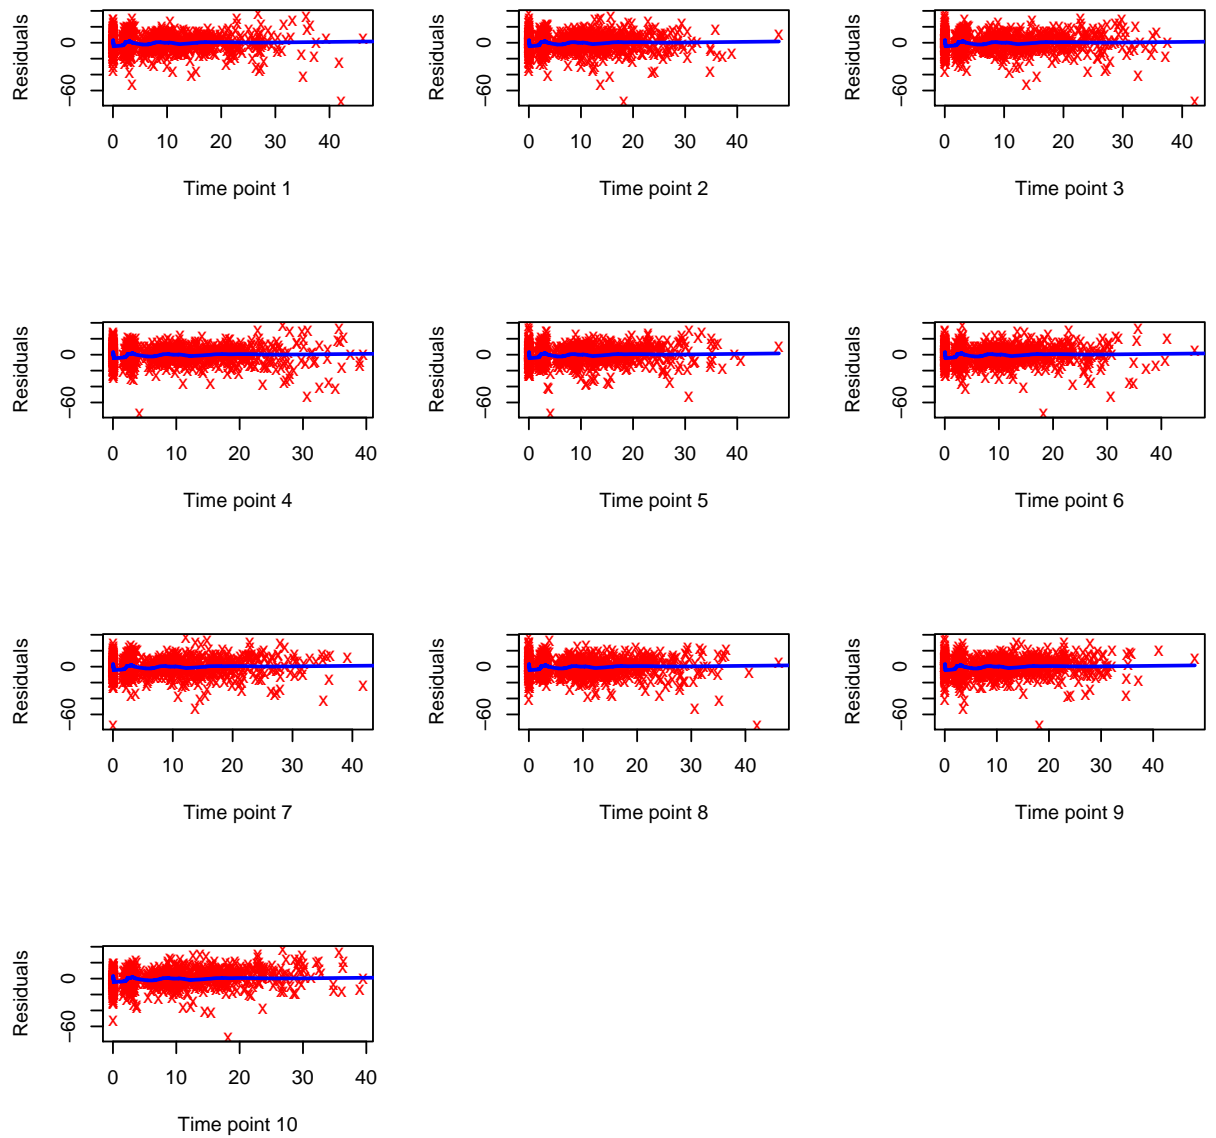 Residuals
0
−60
0 10 20 30 40
Time point 1
Residuals
0
−60
0 10 20 30 40
Time point 2
Residuals
0
−60
0 10 20 30 40
Time point 3
Residuals
0
−60
0 10 20 30 40
Time point 4
Residuals
0
−60
0 10 20 30 40
Time point 5
Residuals
0
−60
0 10 20 30 40
Time point 6
Residuals
0
−60
0 10 20 30 40
Time point 7
Residuals
0
−60
0 10 20 30 40
Time point 8
Residuals
0
−60
0 10 20 30 40
Time point 9
Residuals
0
−60
0 10 20 30 40
Time point 10